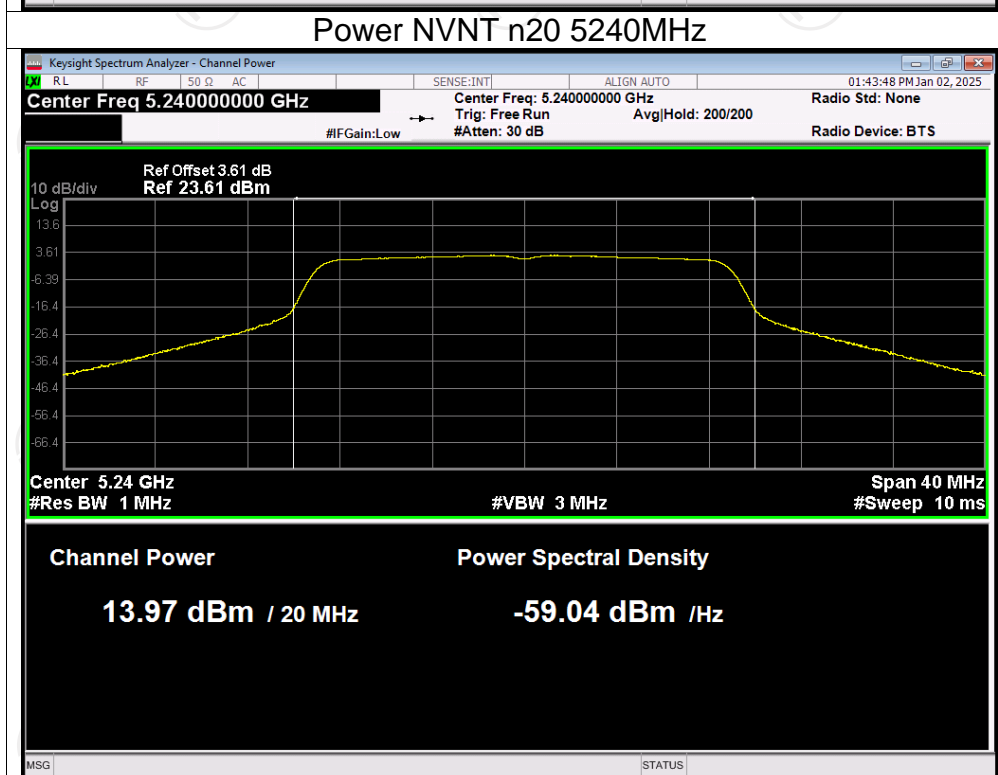 Power NVNT n20 5240MHz
Keysight Spectrum Analyzer - Channel Power
LXI RL RF 50 Ω AC SENSE:INT ALIGN AUTO 01:43:48 PM Jan 02, 2025
Center Freq 5.240000000 GHz
Center Freq: 5.240000000 GHz
Radio Std: None
Trig: Free Run Avg|Hold: 200/200
#IFGain:Low
#Atten: 30 dB
Radio Device: BTS
Ref Offset 3.61 dB
10 dB/div Ref 23.61 dBm
Log
13.6
3.61
-6.39
-16.4
-26.4
-36.4
-46.4
-56.4
-66.4
Center 5.24 GHz Span 40 MHz
#Res BW 1 MHz #VBW 3 MHz #Sweep 10 ms
Channel Power Power Spectral Density
13.97 dBm / 20 MHz -59.04 dBm /Hz
MSG STATUS